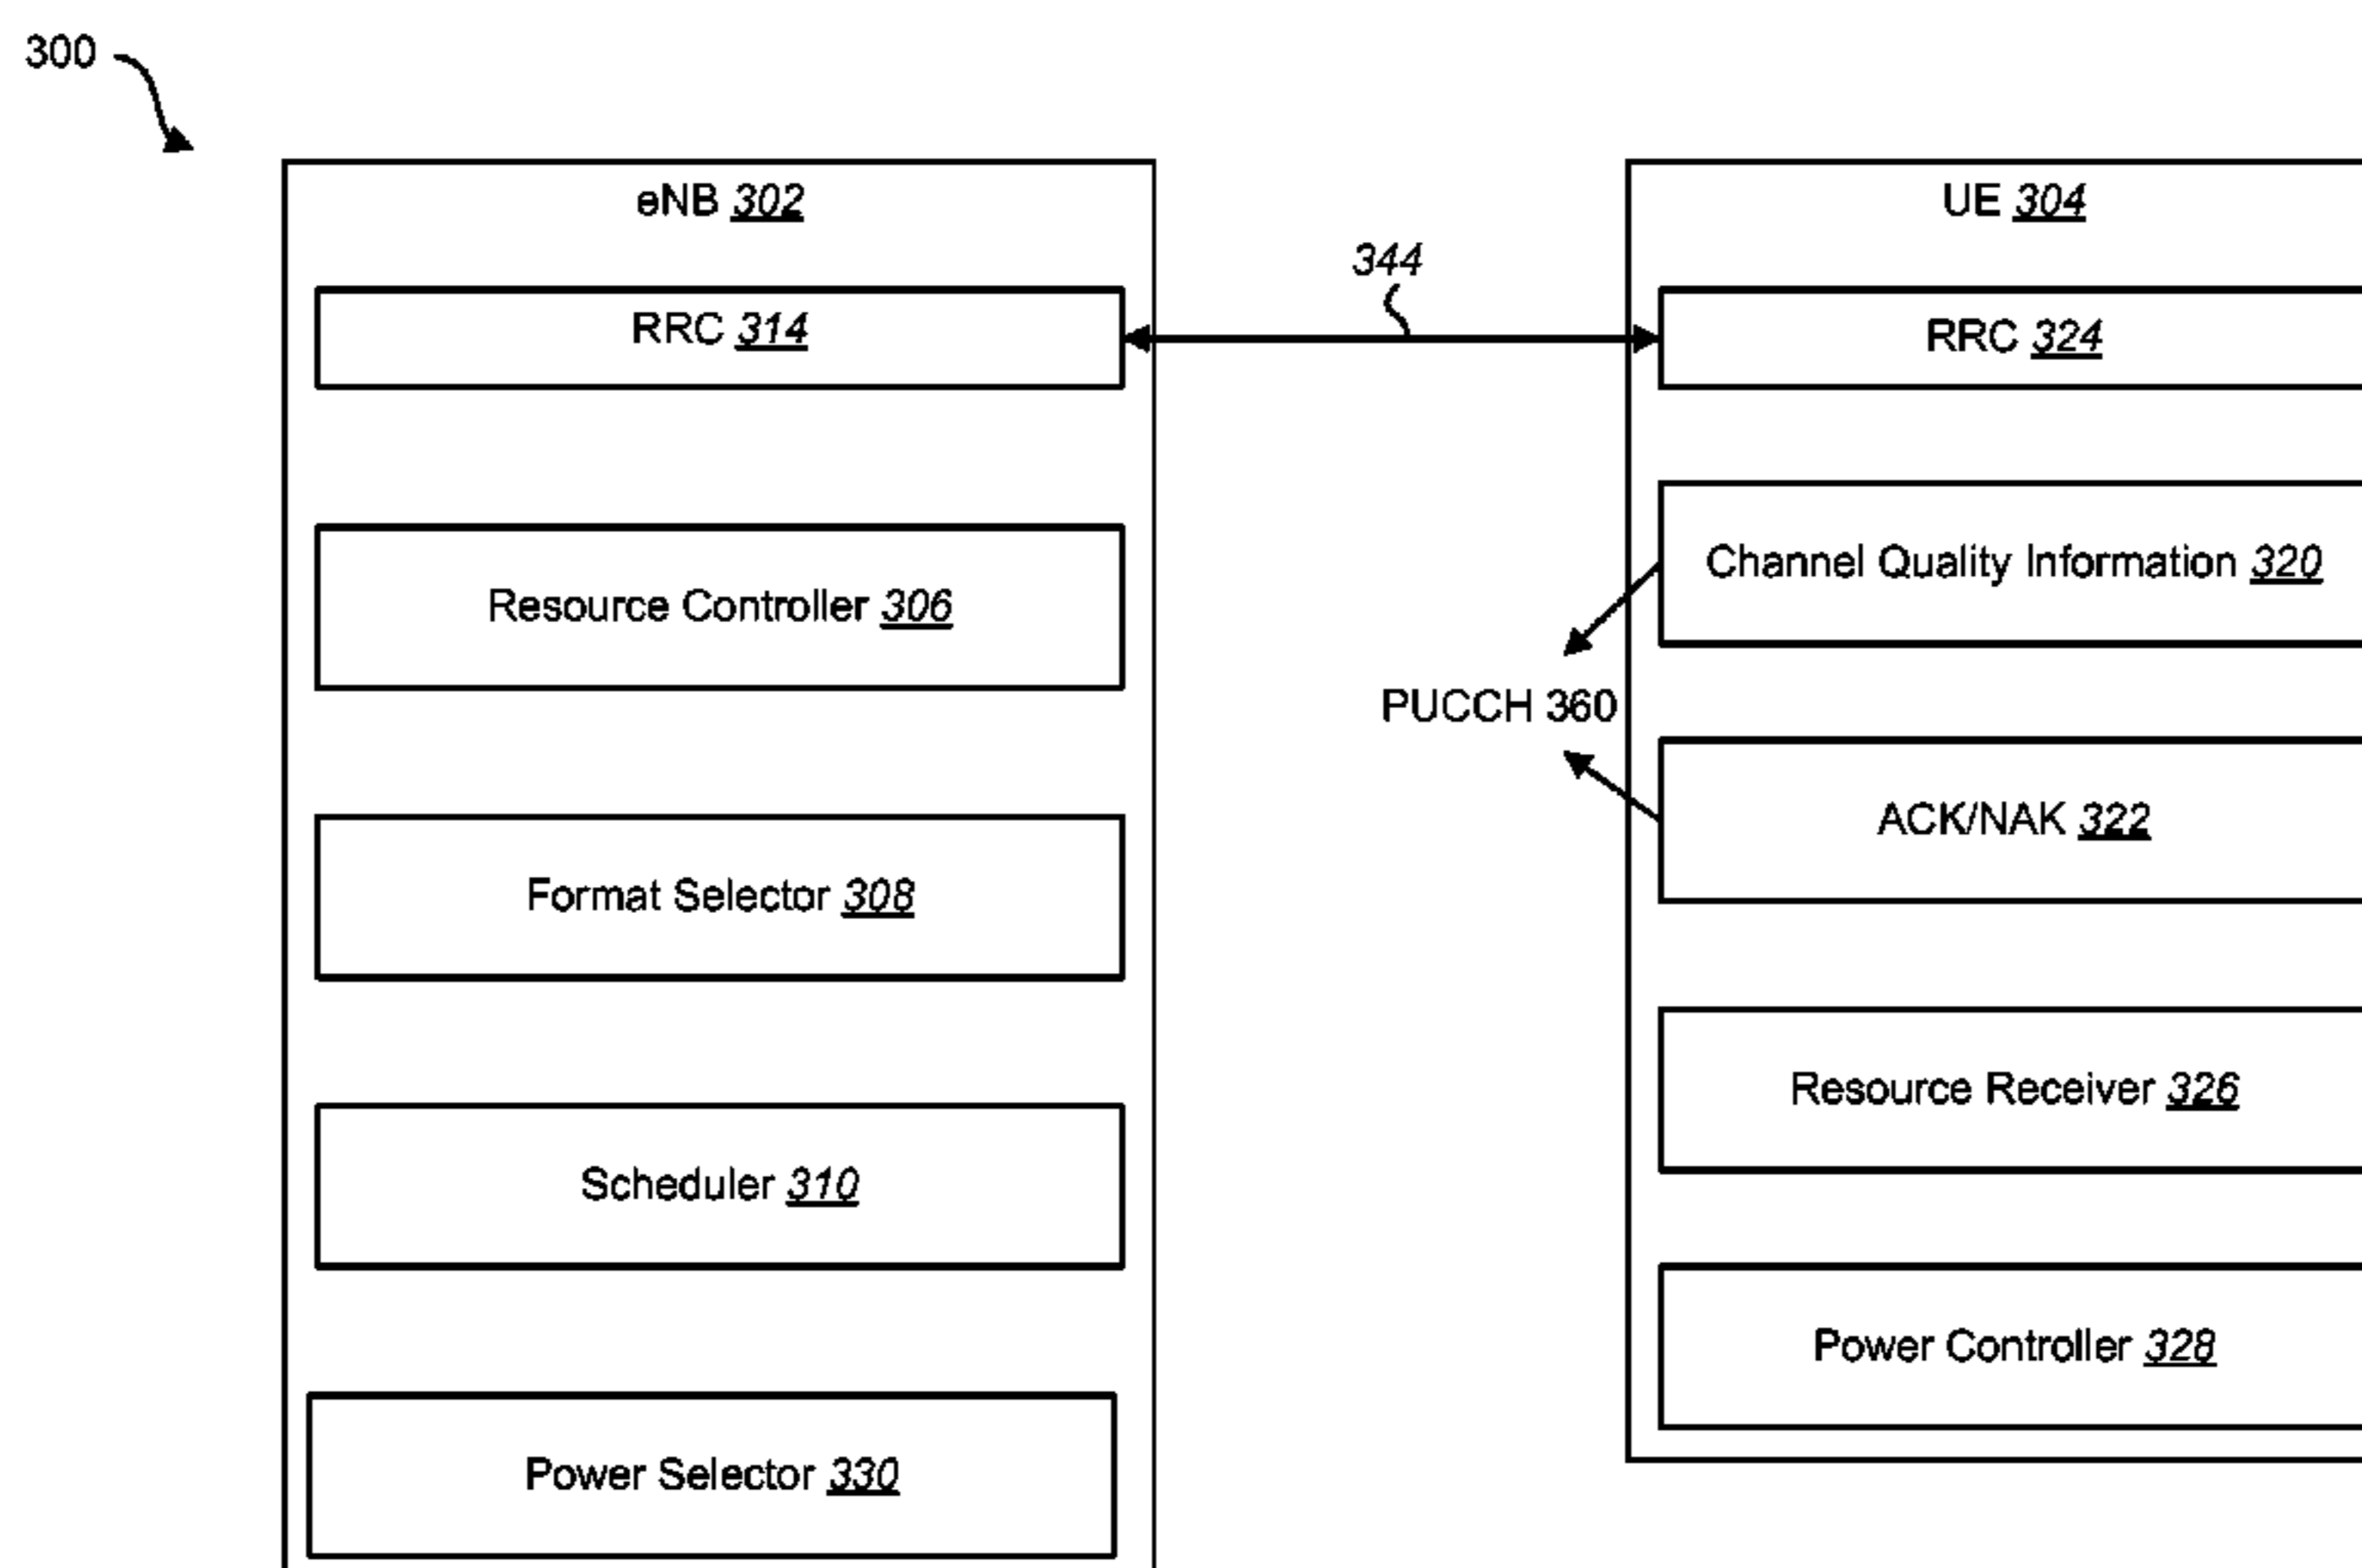 300
eNB 302
RRC 314
Resource Controller 306
Format Selector 308
Scheduler 310
Power Selector 330
344
PUCCH 360
UE 304
RRC 324
Channel Quality Information 320
ACK/NAK 322
Resource Receiver 326
Power Controller 328